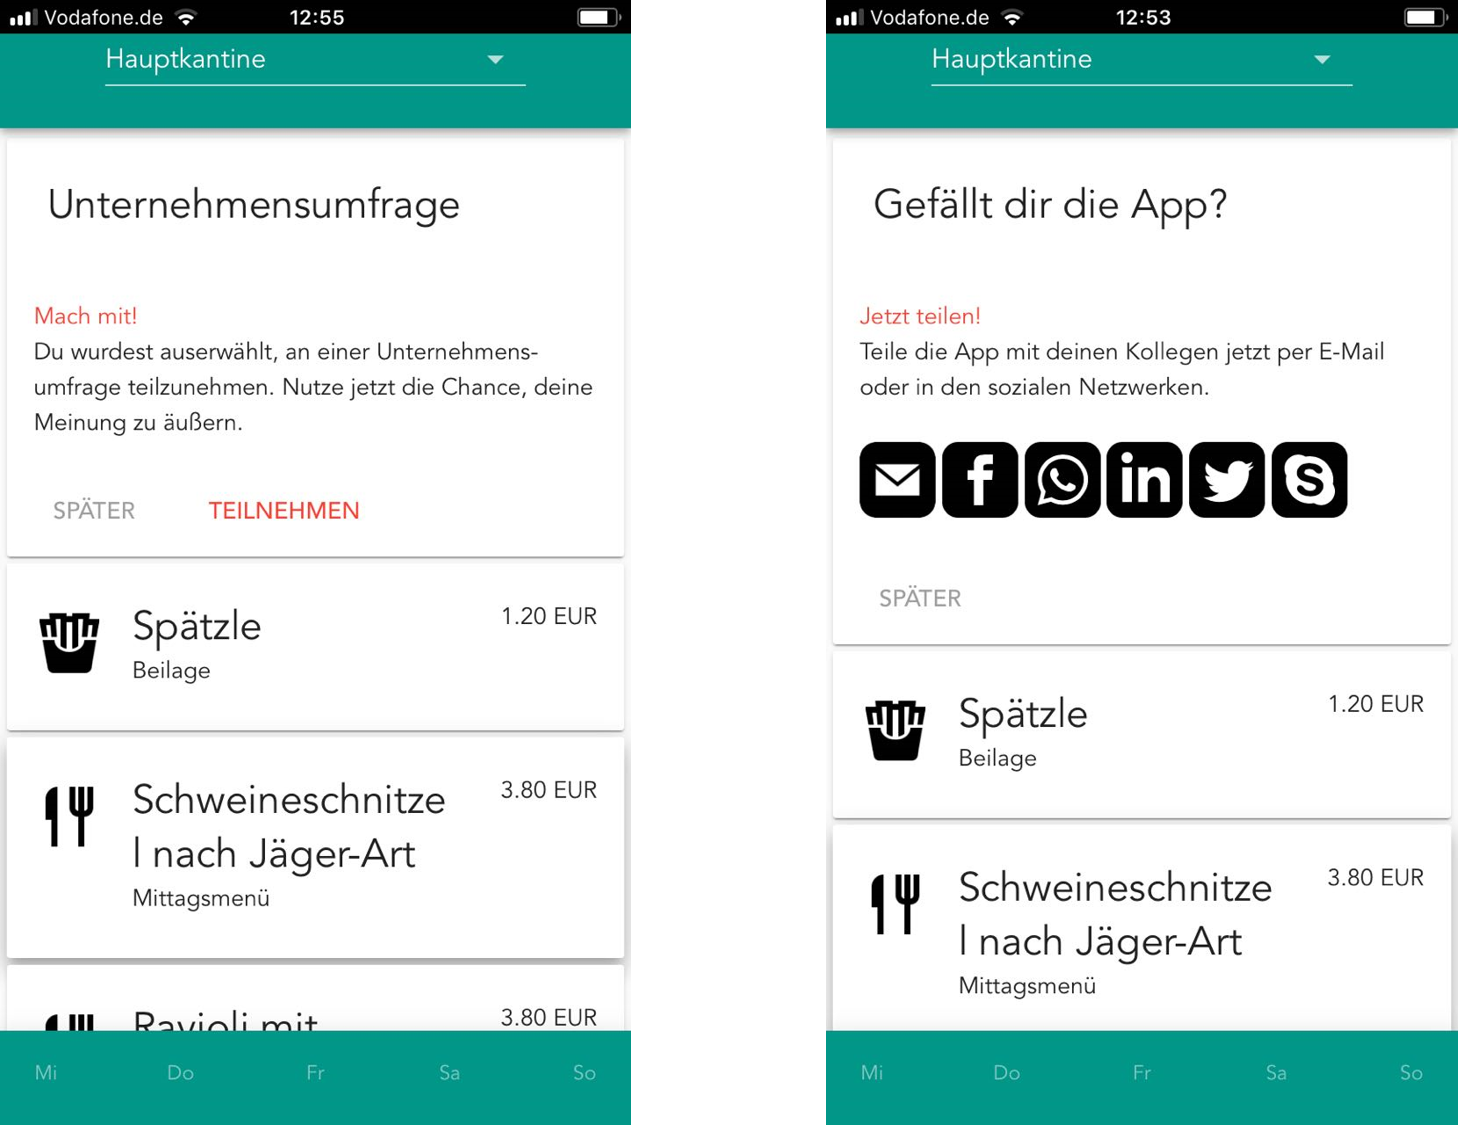 Vodafone.de 12:55
Hauptkantine
Unternehmensumfrage
Mach mit!
Du wurdest auserwählt, an einer Unternehmens-
umfrage teilzunehmen. Nutze jetzt die Chance, deine
Meinung zu äußern.
SPÄTER TEILNEHMEN
Spätzle 1.20 EUR
Beilage
Schweineschnitze 3.80 EUR
l nach Jäger-Art
Mittagsmenü
Ravioli mit 3.80 EUR
Mi Do Fr Sa So
Vodafone.de 12:53
Hauptkantine
Gefällt dir die App?
Jetzt teilen!
Teile die App mit deinen Kollegen jetzt per E-Mail
oder in den sozialen Netzwerken.
SPÄTER
Spätzle 1.20 EUR
Beilage
Schweineschnitze 3.80 EUR
l nach Jäger-Art
Mittagsmenü
Mi Do Fr Sa So